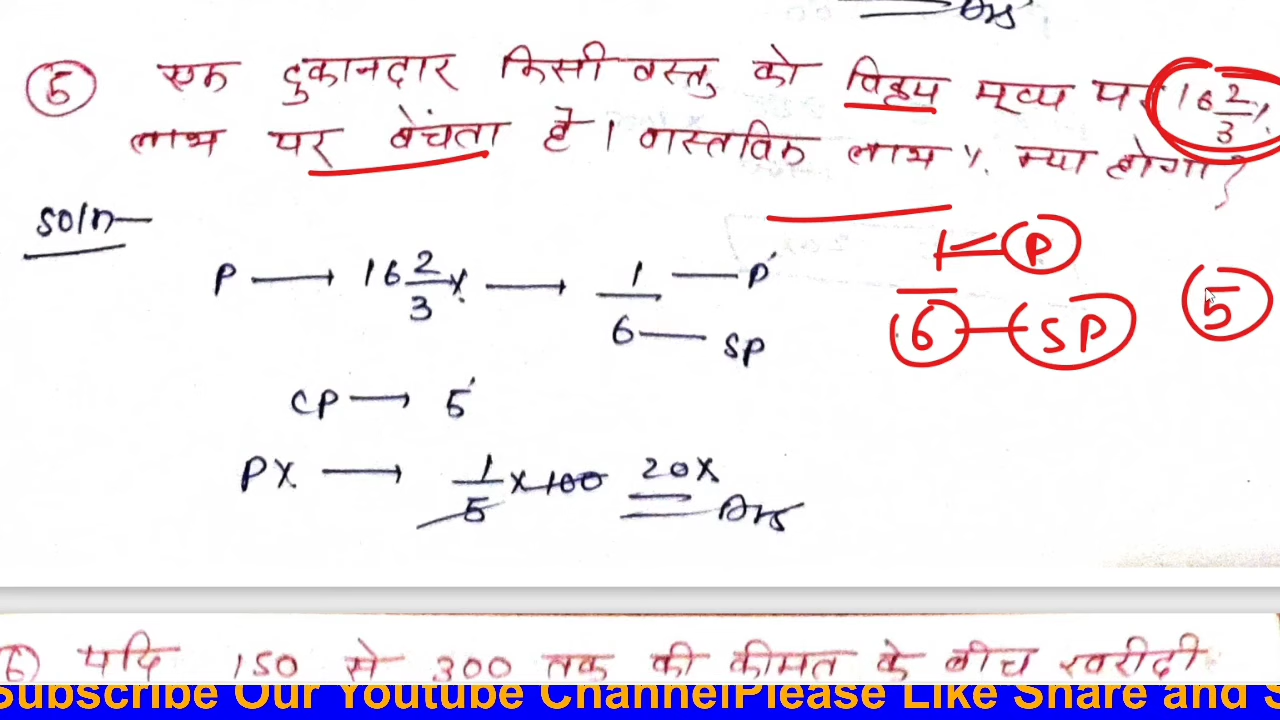 Ans
⑤ एक दुकानदार किसी वस्तु को विक्रय मूल्य पर 16 2/3 %
लाभ पर बेंचता है । वास्तविक लाभ %. क्या होगा?
Soln—
P → 16 2/3 % → 1/6 — P
— SP
1 — P
6 — SP
5
CP → 5
P% → 1/5 × 100 20% Ans
6) यदि 150 से 300 तक की कीमत के बीच खरीदी
Subscribe Our Youtube ChannelPlease Like Share and S